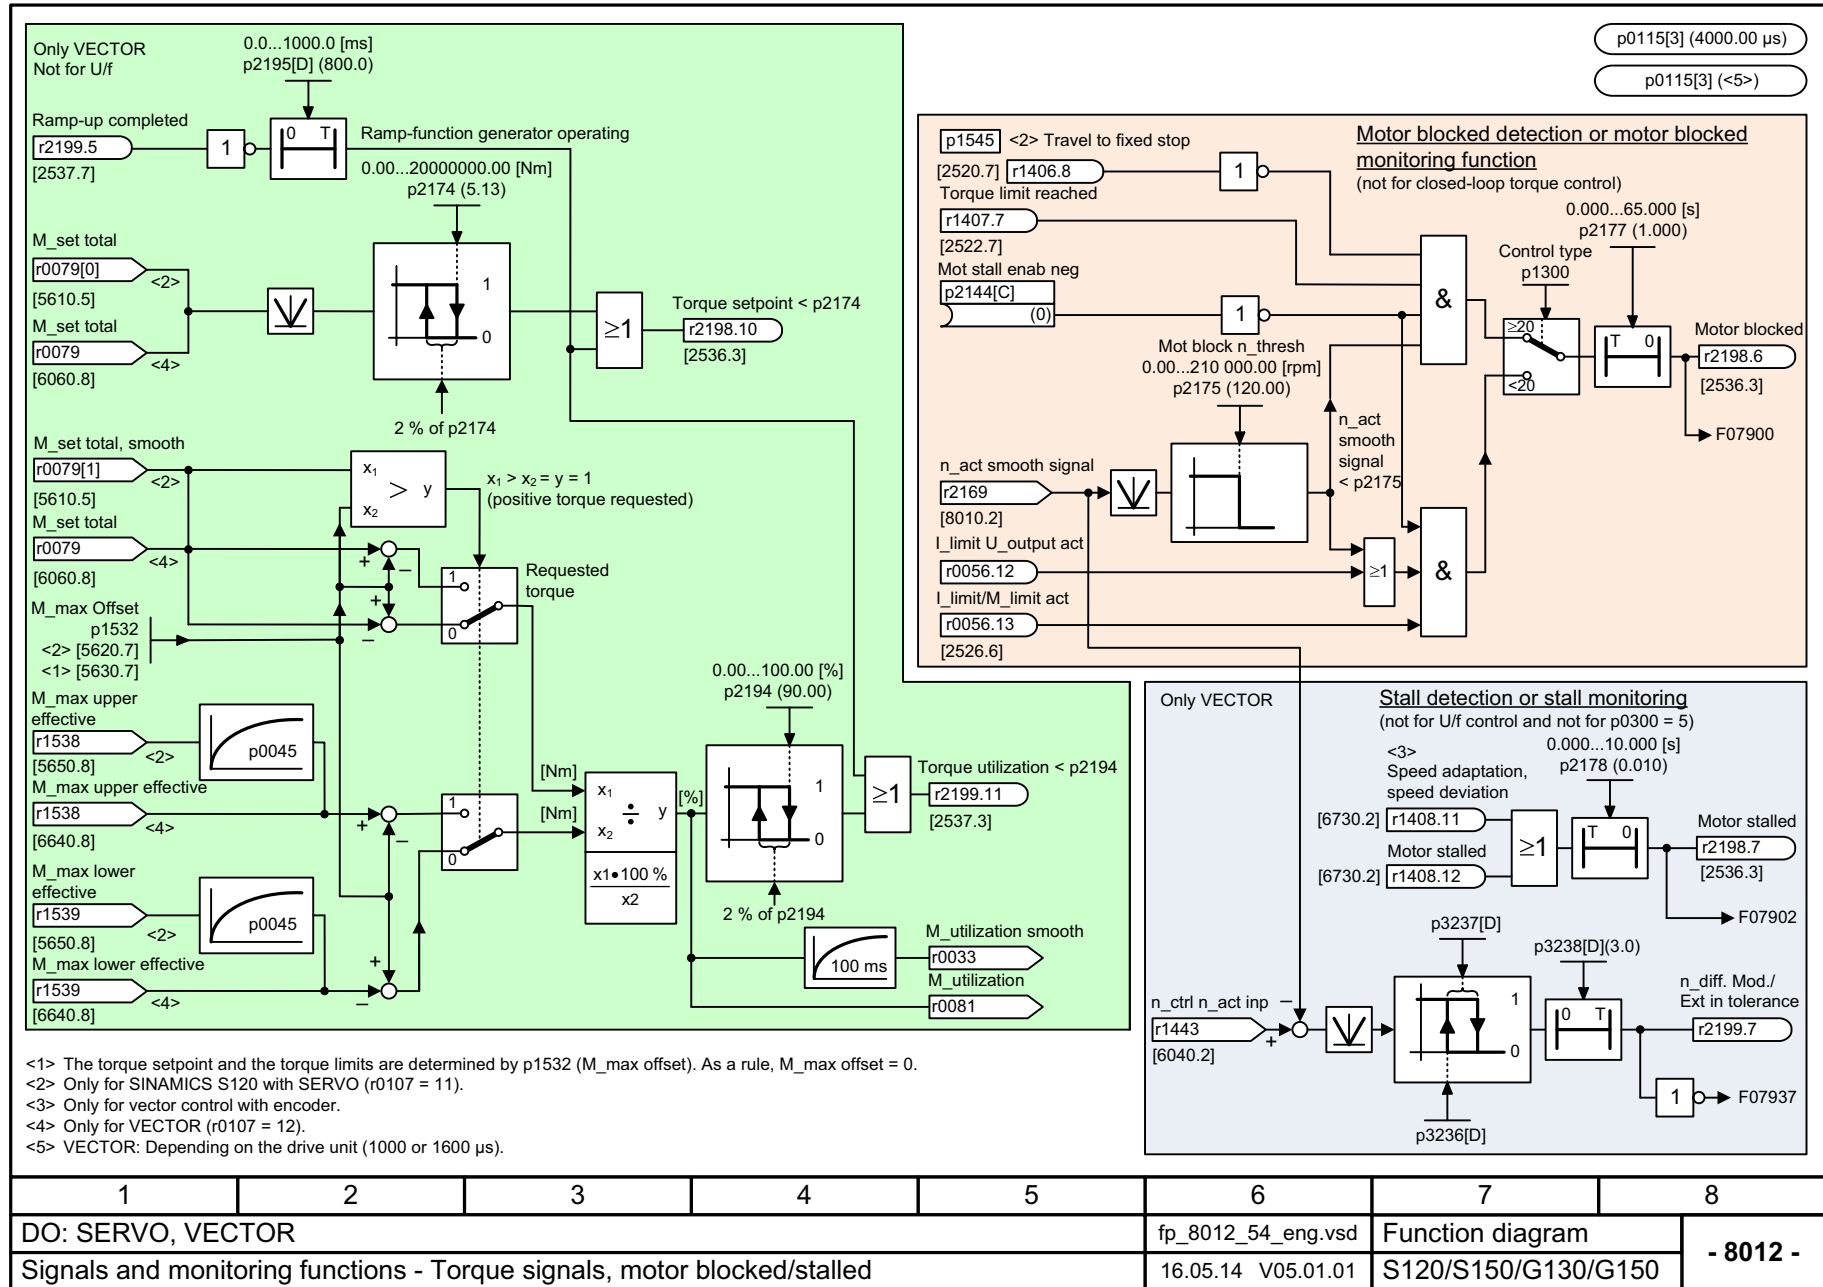 Only VECTOR
Not for U/f
0.0...1000.0 [ms]
p2195[D] (800.0)
Ramp-up completed
r2199.5
[2537.7]
1
0 T
Ramp-function generator operating
0.00...20000000.00 [Nm]
p2174 (5.13)
M_set total
r0079[0]
<2>
[5610.5]
M_set total
r0079
<4>
[6060.8]
1
0
2 % of p2174
≥1
Torque setpoint < p2174
r2198.10
[2536.3]
M_set total, smooth
r0079[1]
<2>
[5610.5]
M_set total
r0079
<4>
[6060.8]
x1
> y
x2
x1 > x2 = y = 1
(positive torque requested)
+
–
+
–
1
0
Requested
torque
M_max Offset
p1532
<2> [5620.7]
<1> [5630.7]
M_max upper
effective
r1538
<2>
[5650.8]
p0045
M_max upper effective
r1538
<4>
[6640.8]
+
–
1
0
M_max lower
effective
r1539
<2>
[5650.8]
p0045
M_max lower effective
r1539
<4>
[6640.8]
+
–
[Nm]
[Nm]
x1
÷ y
x2
x1•100 %
x2
[%]
0.00...100.00 [%]
p2194 (90.00)
1
0
2 % of p2194
≥1
Torque utilization < p2194
r2199.11
[2537.3]
100 ms
M_utilization smooth
r0033
M_utilization
r0081
p0115[3] (4000.00 µs)
p0115[3] (<5>)
Motor blocked detection or motor blocked
monitoring function
(not for closed-loop torque control)
p1545 <2> Travel to fixed stop
[2520.7] r1406.8
1
Torque limit reached
r1407.7
[2522.7]
Mot stall enab neg
p2144[C]
(0)
1
Mot block n_thresh
0.00...210 000.00 [rpm]
p2175 (120.00)
n_act
smooth
signal
< p2175
n_act smooth signal
r2169
[8010.2]
I_limit U_output act
r0056.12
≥1
I_limit/M_limit act
r0056.13
[2526.6]
&
&
Control type
p1300
≥20
<20
0.000...65.000 [s]
p2177 (1.000)
T 0
Motor blocked
r2198.6
[2536.3]
F07900
Only VECTOR
Stall detection or stall monitoring
(not for U/f control and not for p0300 = 5)
<3>
Speed adaptation,
speed deviation
[6730.2] r1408.11
Motor stalled
[6730.2] r1408.12
≥1
0.000...10.000 [s]
p2178 (0.010)
T 0
Motor stalled
r2198.7
[2536.3]
F07902
n_ctrl n_act inp
r1443
[6040.2]
–
+
p3237[D]
1
0
p3236[D]
p3238[D](3.0)
0 T
n_diff. Mod./
Ext in tolerance
r2199.7
1
F07937
<1> The torque setpoint and the torque limits are determined by p1532 (M_max offset). As a rule, M_max offset = 0.
<2> Only for SINAMICS S120 with SERVO (r0107 = 11).
<3> Only for vector control with encoder.
<4> Only for VECTOR (r0107 = 12).
<5> VECTOR: Depending on the drive unit (1000 or 1600 µs).
1 2 3 4 5 6 7 8
DO: SERVO, VECTOR
fp_8012_54_eng.vsd
Function diagram
- 8012 -
Signals and monitoring functions - Torque signals, motor blocked/stalled
16.05.14 V05.01.01
S120/S150/G130/G150